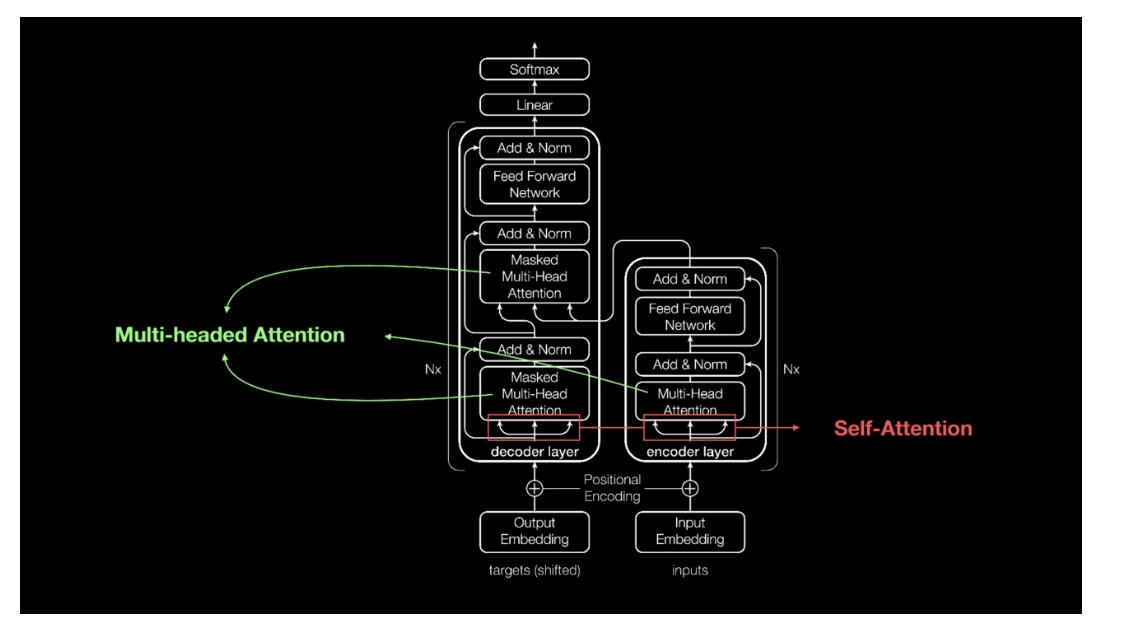 Softmax
Linear
Add & Norm
Feed Forward
Network
Add & Norm
Masked
Multi-Head
Attention
Add & Norm
Masked
Multi-Head
Attention
decoder layer
Nx
Multi-headed Attention
Add & Norm
Feed Forward
Network
Add & Norm
Multi-Head
Attention
encoder layer
Nx
Self-Attention
Positional
Encoding
Output
Embedding
Input
Embedding
targets (shifted)
inputs